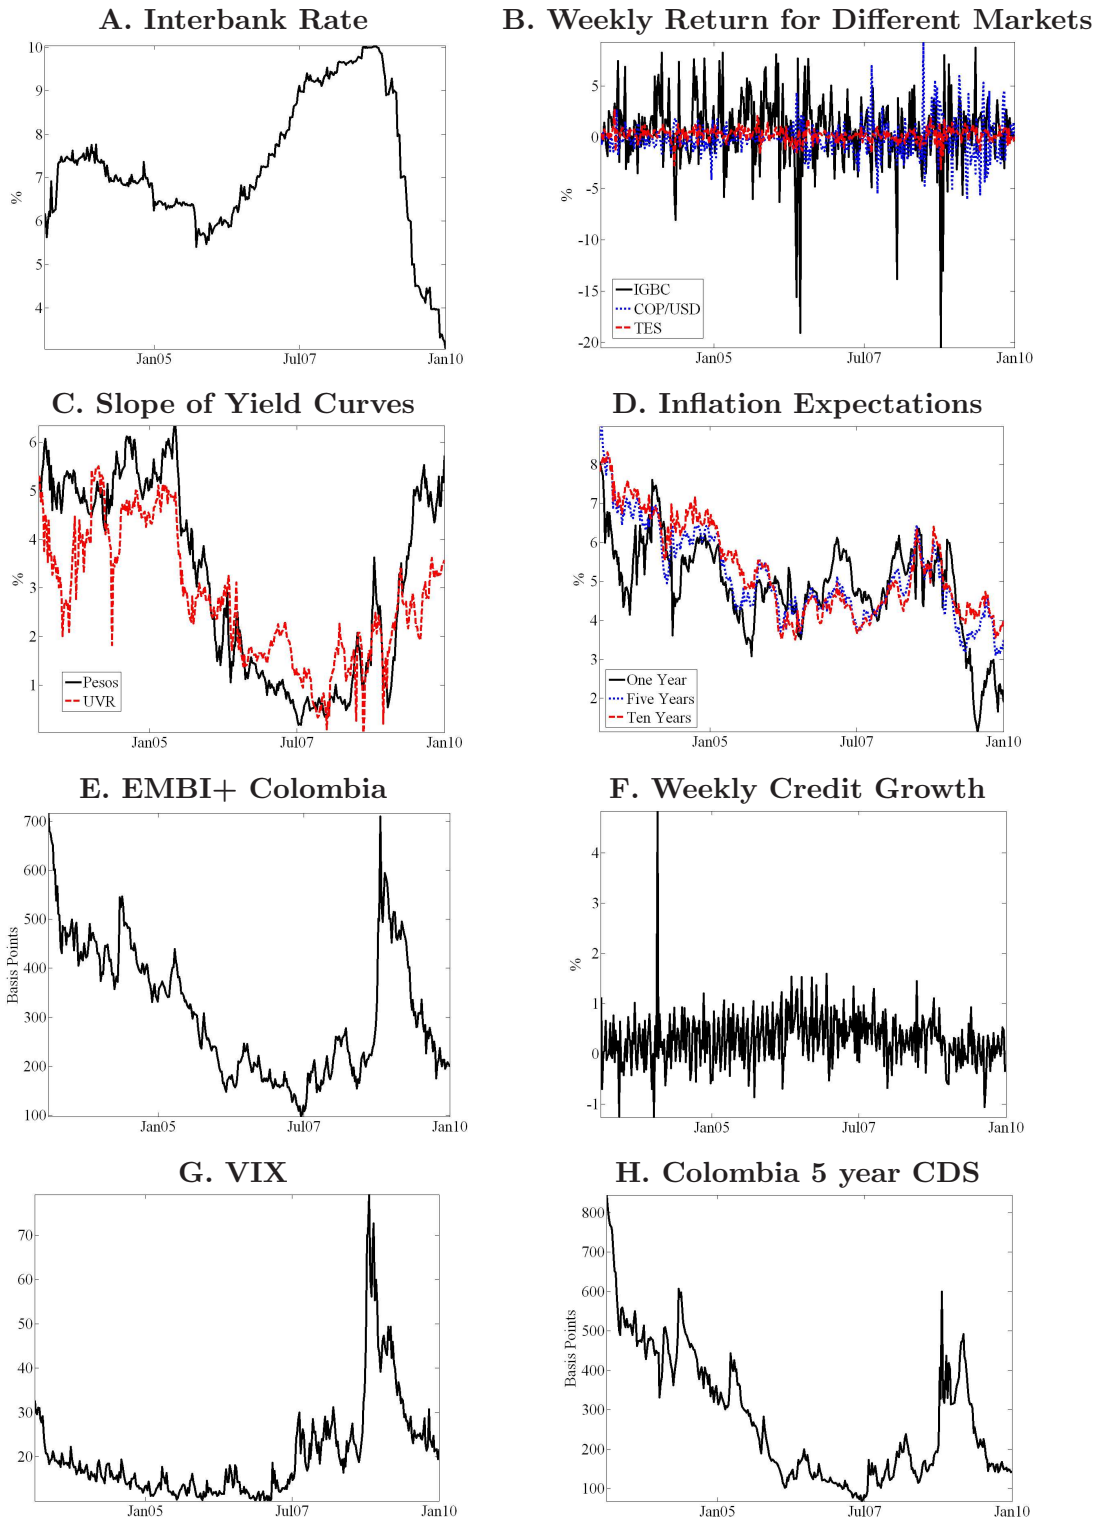 A. Interbank Rate
10
9
8
7
6
5
4
%
Jan05
Jul07
Jan10
B. Weekly Return for Different Markets
5
0
-5
-10
-15
-20
%
IGBC
COP/USD
TES
Jan05
Jul07
Jan10
C. Slope of Yield Curves
6
5
4
3
2
1
%
Pesos
UVR
Jan05
Jul07
Jan10
D. Inflation Expectations
8
7
6
5
4
3
2
%
One Year
Five Years
Ten Years
Jan05
Jul07
Jan10
E. EMBI+ Colombia
700
600
500
400
300
200
100
Basis Points
Jan05
Jul07
Jan10
F. Weekly Credit Growth
4
3
2
1
0
-1
%
Jan05
Jul07
Jan10
G. VIX
70
60
50
40
30
20
Jan05
Jul07
Jan10
H. Colombia 5 year CDS
800
700
600
500
400
300
200
100
Basis Points
Jan05
Jul07
Jan10